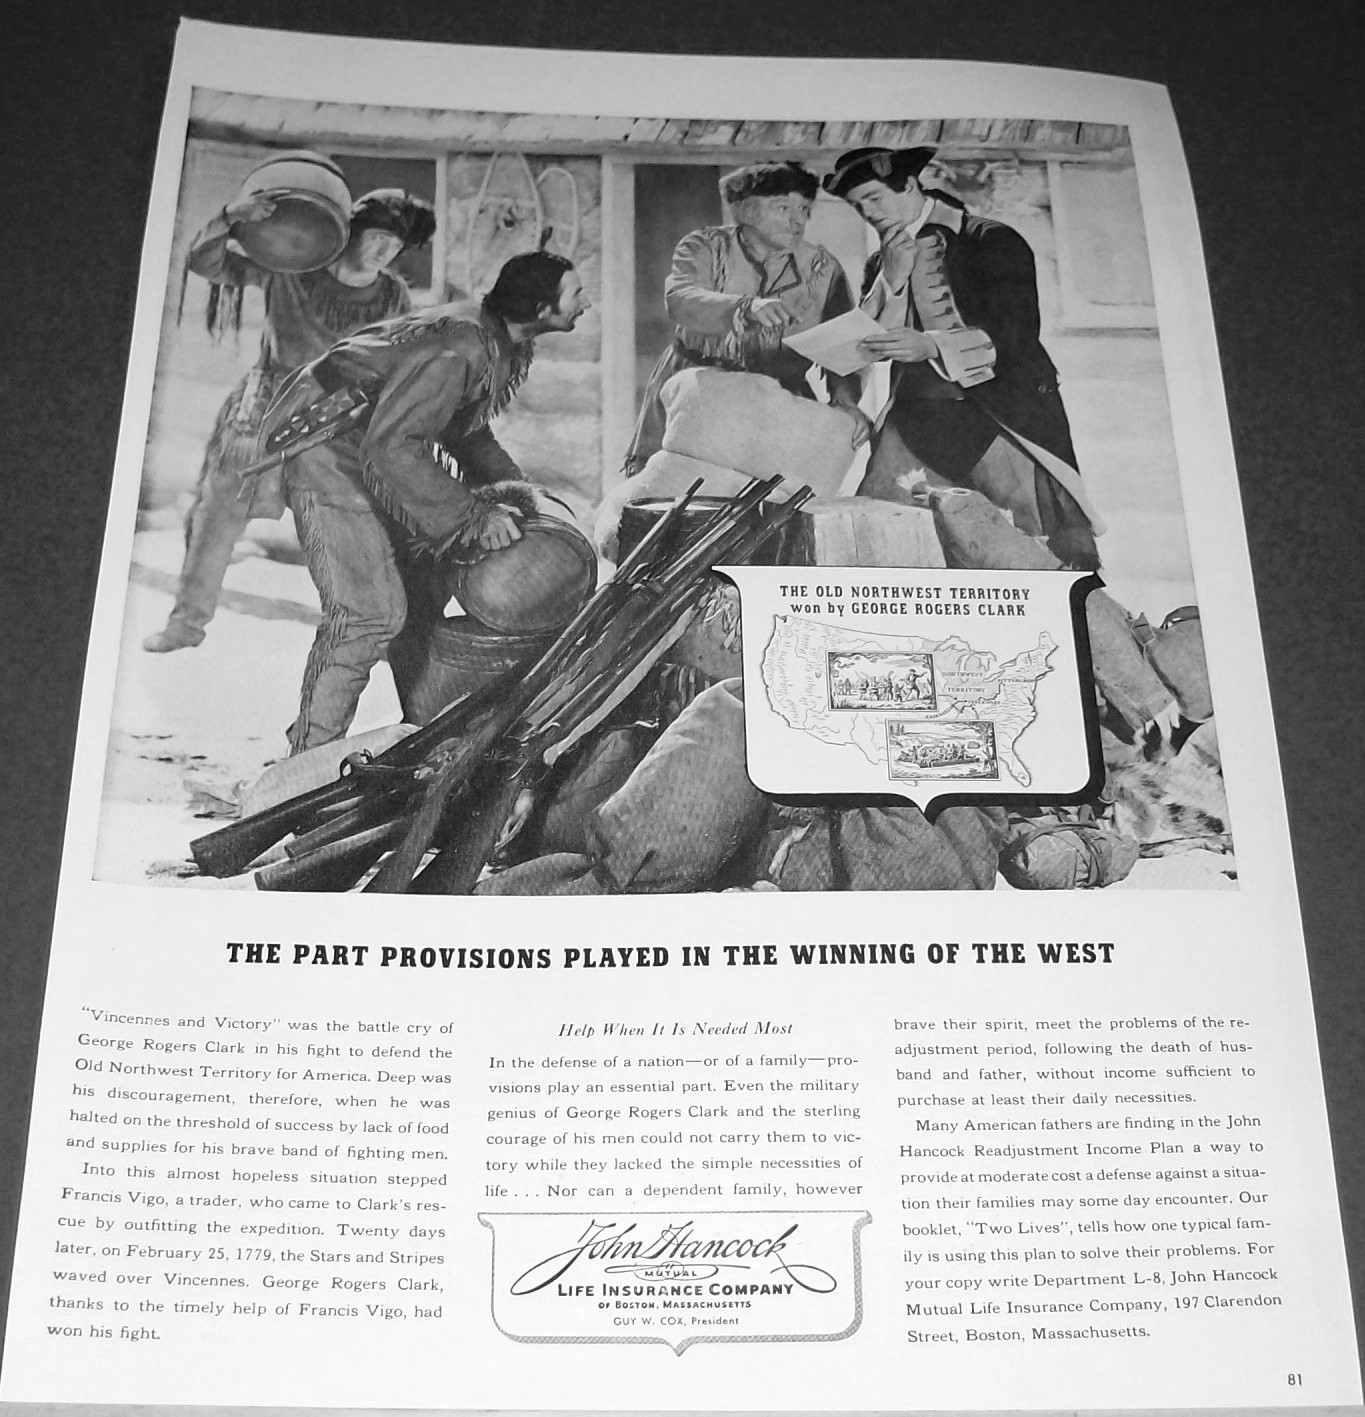 THE OLD NORTHWEST TERRITORY
won by GEORGE ROGERS CLARK
NORTHWEST
TERRITORY
THE PART PROVISIONS PLAYED IN THE WINNING OF THE WEST
“Vincennes and Victory” was the battle cry of
George Rogers Clark in his fight to defend the
Old Northwest Territory for America. Deep was
his discouragement, therefore, when he was
halted on the threshold of success by lack of food
and supplies for his brave band of fighting men.
Into this almost hopeless situation stepped
Francis Vigo, a trader, who came to Clark's res-
cue by outfitting the expedition. Twenty days
later, on February 25, 1779, the Stars and Stripes
waved over Vincennes. George Rogers Clark,
thanks to the timely help of Francis Vigo, had
won his fight.
Help When It Is Needed Most
In the defense of a nation—or of a family—pro-
visions play an essential part. Even the military
genius of George Rogers Clark and the sterling
courage of his men could not carry them to vic-
tory while they lacked the simple necessities of
life . . . Nor can a dependent family, however
John Hancock
MUTUAL
LIFE INSURANCE COMPANY
OF BOSTON, MASSACHUSETTS
GUY W. COX, President
brave their spirit, meet the problems of the re-
adjustment period, following the death of hus-
band and father, without income sufficient to
purchase at least their daily necessities.
Many American fathers are finding in the John
Hancock Readjustment Income Plan a way to
provide at moderate cost a defense against a situa-
tion their families may some day encounter. Our
booklet, “Two Lives”, tells how one typical fam-
ily is using this plan to solve their problems. For
your copy write Department L-8, John Hancock
Mutual Life Insurance Company, 197 Clarendon
Street, Boston, Massachusetts.
81